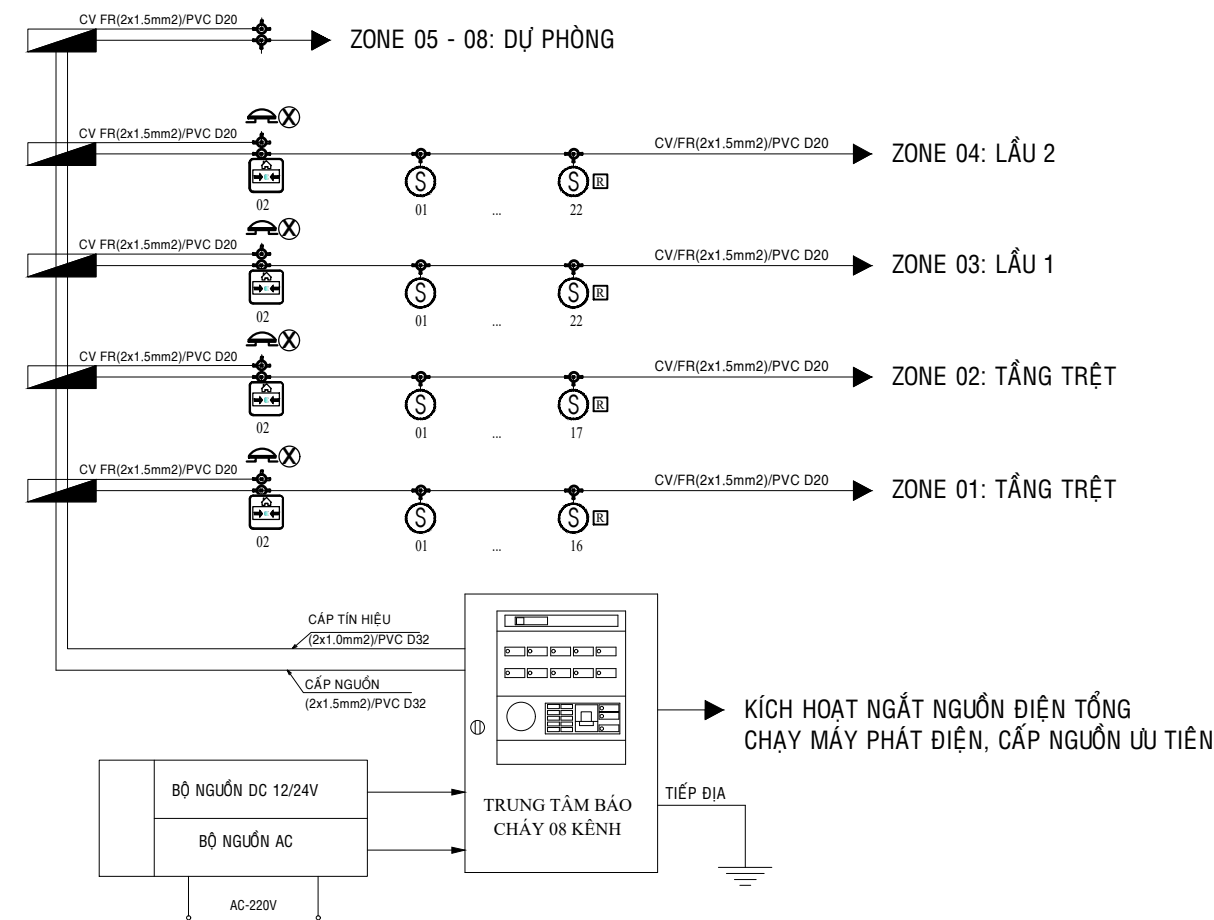 CV FR(2x1.5mm2)/PVC D20
ZONE 05 - 08: DỰ PHÒNG
CV FR(2x1.5mm2)/PVC D20
CV/FR(2x1.5mm2)/PVC D20
ZONE 04: LẦU 2
S
S
R
02
01
...
22
CV FR(2x1.5mm2)/PVC D20
CV/FR(2x1.5mm2)/PVC D20
ZONE 03: LẦU 1
S
S
R
02
01
...
22
CV FR(2x1.5mm2)/PVC D20
CV/FR(2x1.5mm2)/PVC D20
ZONE 02: TẦNG TRỆT
S
S
R
02
01
...
17
CV FR(2x1.5mm2)/PVC D20
CV/FR(2x1.5mm2)/PVC D20
ZONE 01: TẦNG TRỆT
S
S
R
02
01
...
16
CÁP TÍN HIỆU
(2x1.0mm2)/PVC D32
CẤP NGUỒN
(2x1.5mm2)/PVC D32
KÍCH HOẠT NGẮT NGUỒN ĐIỆN TỔNG
CHẠY MÁY PHÁT ĐIỆN, CẤP NGUỒN ƯU TIÊN
BỘ NGUỒN DC 12/24V
BỘ NGUỒN AC
AC-220V
TRUNG TÂM BÁO
CHÁY 08 KÊNH
TIẾP ĐỊA